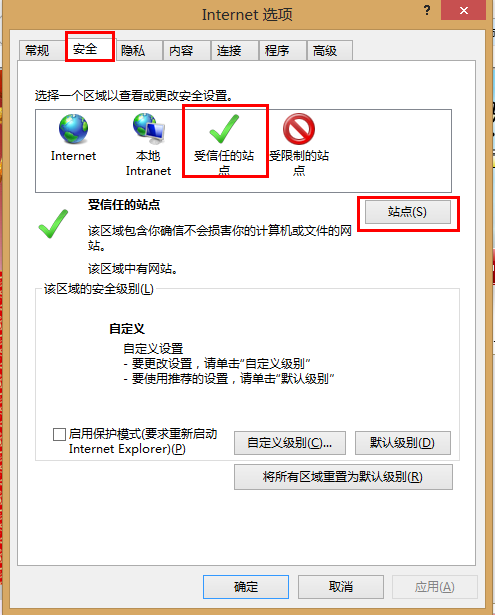 Internet 选项
?
常规 安全 隐私 内容 连接 程序 高级
选择一个区域以查看或更改安全设置。
Internet
本地
Intranet
受信任的站
点
受限制的站
点
受信任的站点
站点(S)
该区域包含你确信不会损害你的计算机或文件的网
站。
该区域中有网站。
该区域的安全级别(L)
自定义
自定义设置
- 要更改设置，请单击“自定义级别”
- 要使用推荐的设置，请单击“默认级别”
启用保护模式(要求重新启动
Internet Explorer)(P)
自定义级别(C)... 默认级别(D)
将所有区域重置为默认级别(R)
确定 取消 应用(A)